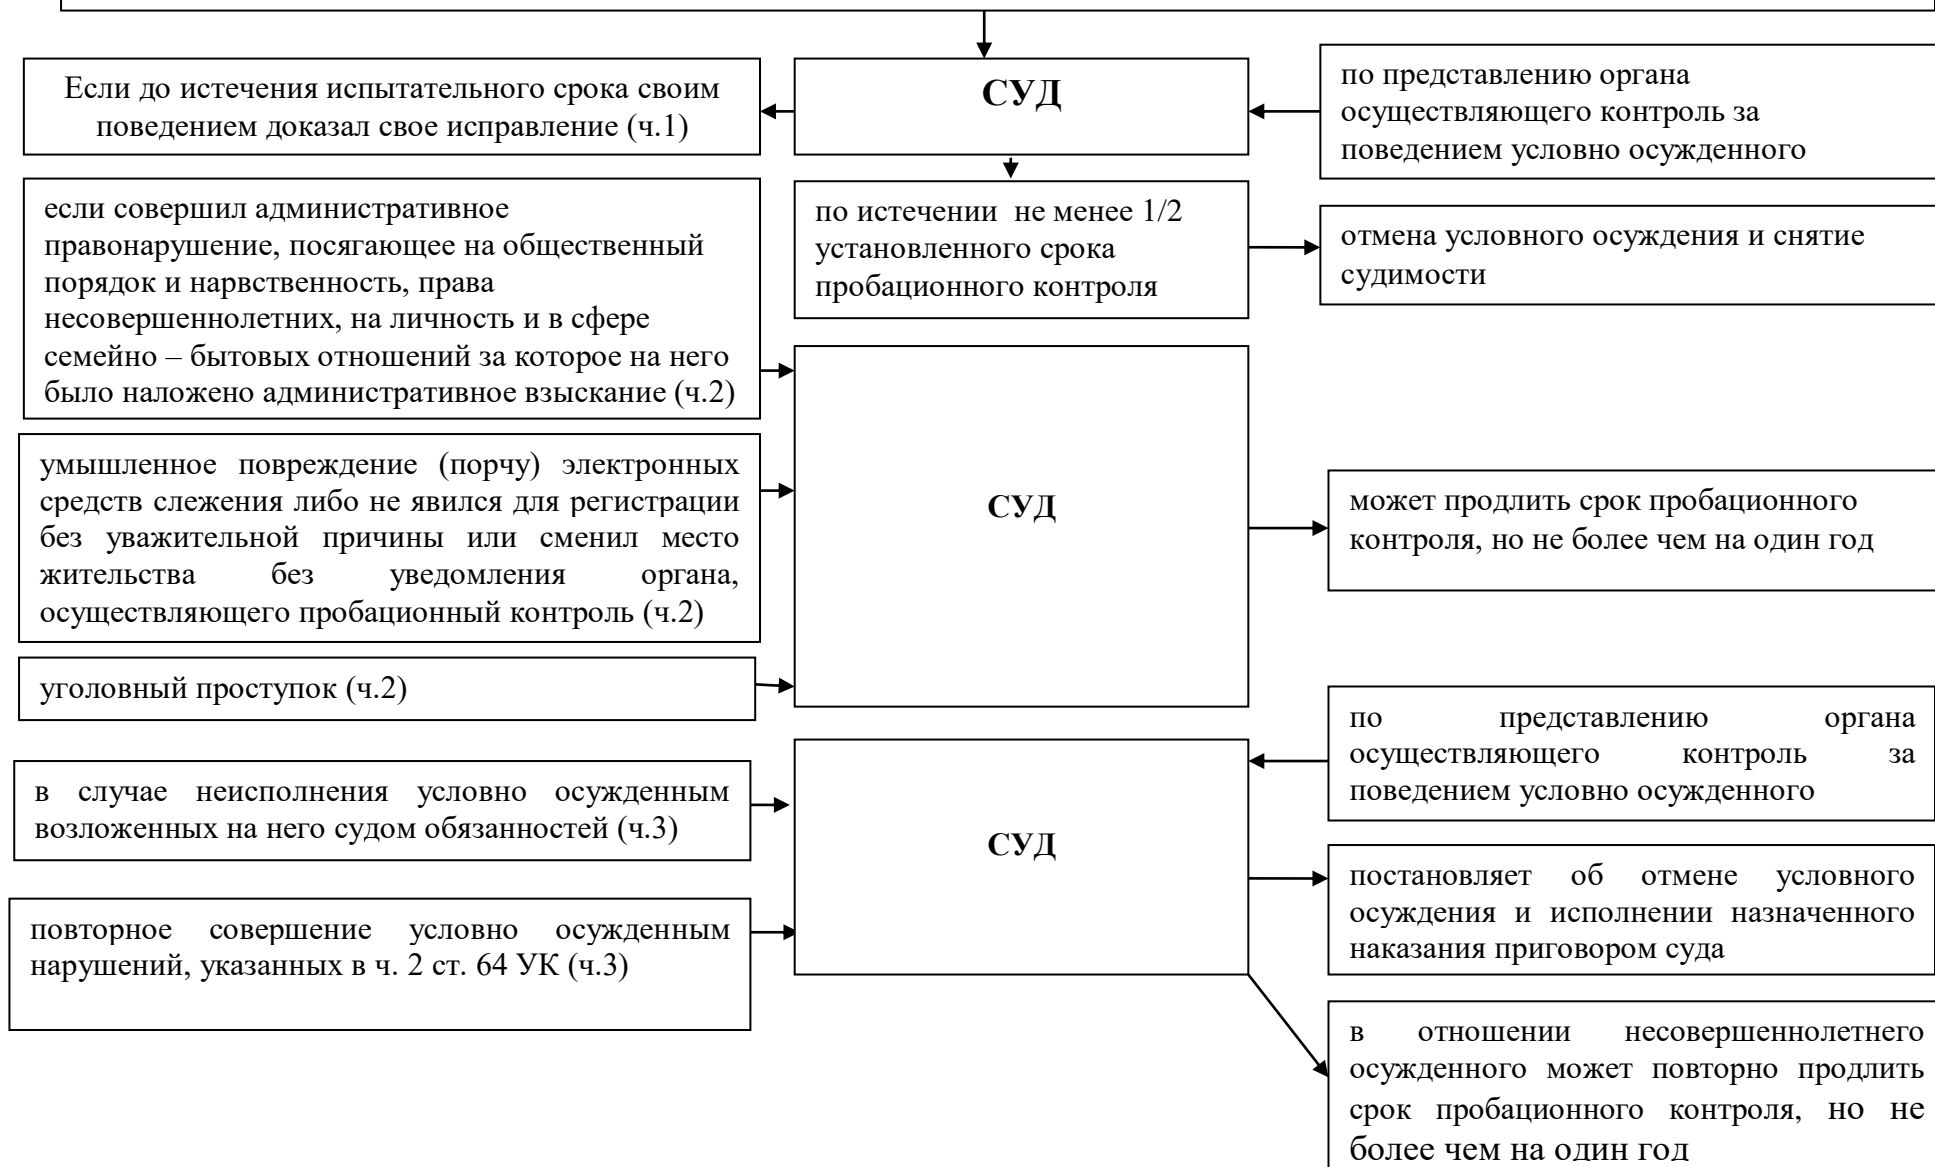 СУД
Если до истечения испытательного срока своим
поведением доказал свое исправление (ч.1)
по представлению органа
осуществляющего контроль за
поведением условно осужденного
если совершил административное
правонарушение, посягающее на общественный
порядок и нарвственность, права
несовершеннолетних, на личность и в сфере
семейно – бытовых отношений за которое на него
было наложено административное взыскание (ч.2)
по истечении не менее 1/2
установленного срока
пробационного контроля
отмена условного осуждения и снятие
судимости
умышленное повреждение (порчу) электронных
средств слежения либо не явился для регистрации
без уважительной причины или сменил место
жительства без уведомления органа,
осуществляющего пробационный контроль (ч.2)
СУД
может продлить срок пробационного
контроля, но не более чем на один год
уголовный проступок (ч.2)
по представлению органа
осуществляющего контроль за
поведением условно осужденного
в случае неисполнения условно осужденным
возложенных на него судом обязанностей (ч.3)
СУД
постановляет об отмене условного
осуждения и исполнении назначенного
наказания приговором суда
повторное совершение условно осужденным
нарушений, указанных в ч. 2 ст. 64 УК (ч.3)
в отношении несовершеннолетнего
осужденного может повторно продлить
срок пробационного контроля, но не
более чем на один год